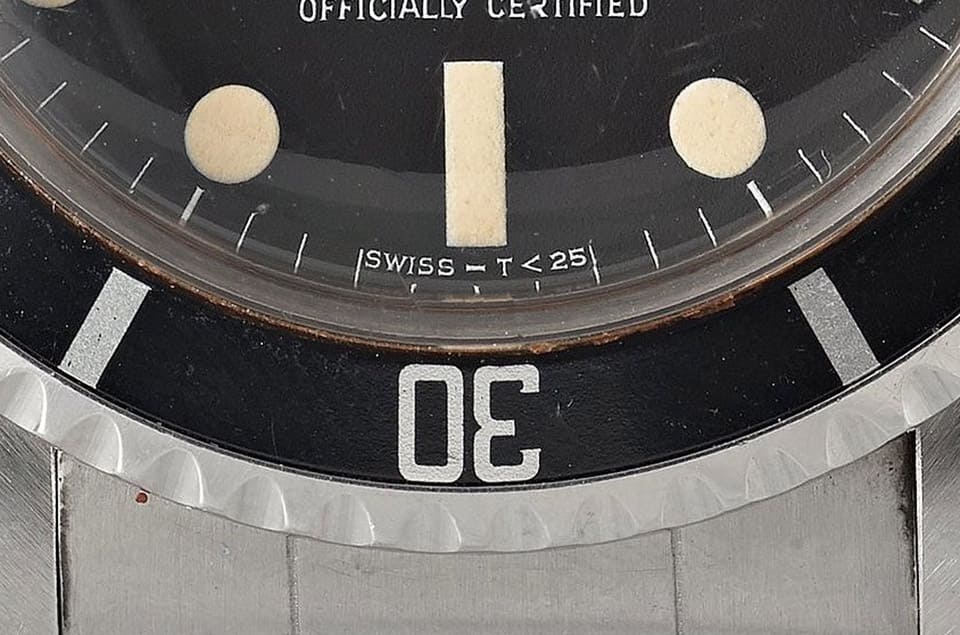 OFFICIALLY CERTIFIED
SWISS - T < 25
30